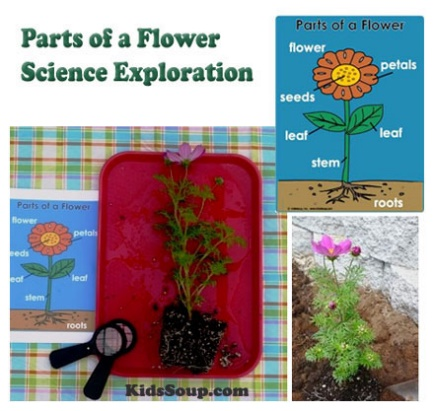 Parts of a Flower
Science Exploration
Parts of a Flower
flower
petals
seeds
leaf
leaf
stem
roots
Parts of a Flower
flower
petals
seeds
leaf
leaf
stem
roots
KidsSoup.com